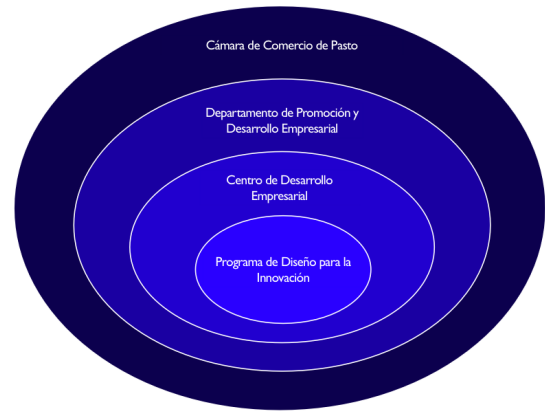 Cámara de Comercio de Pasto
Departamento de Promoción y
Desarrollo Empresarial
Centro de Desarrollo
Empresarial
Programa de Diseño para la
Innovación